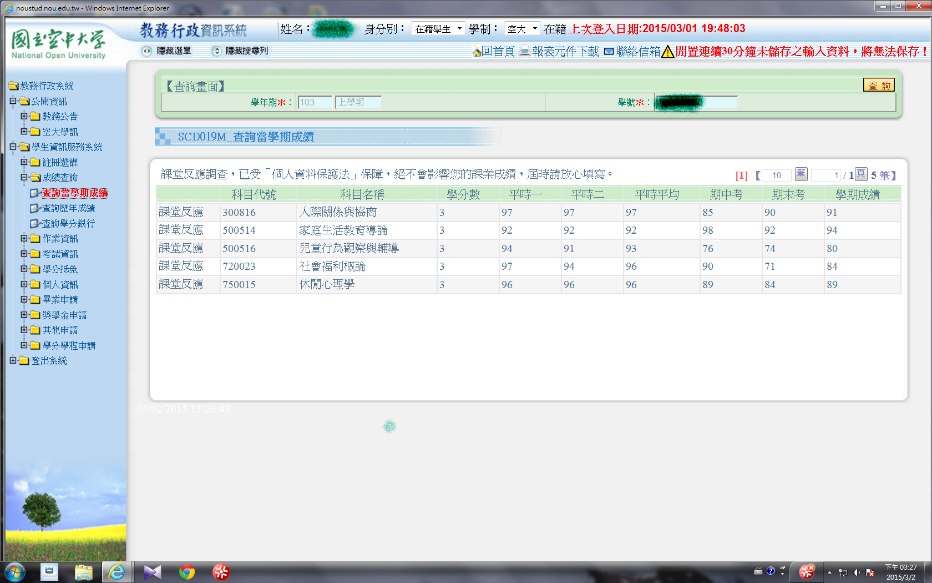 noustud.nou.edu.tw - Windows Internet Explorer
國立空中大學
National Open University
教務行政資訊系統
姓名： 身分別： 在籍學生 學制： 空大 在籍 上次登入日期:2015/03/01 19:48:03
隱藏選單 隱藏搜尋列
回首頁 報表元件下載 聯絡信箱 閒置連續30分鐘未儲存之輸入資料，將無法保存！
教務行政系統
公開資訊
教務公告
空大學訊
學生資訊服務系統
註冊選課
成績查詢
查詢當學期成績
查詢歷年成績
查詢學分銀行
作業資訊
考試資訊
學分抵免
個人資訊
畢業申請
獎學金申請
其他申請
學分學程申請
登出系統
【查詢畫面】
查 詢
學年期※： 103 上學期 學號※：
SCD019M_查詢當學期成績
課堂反應調查，已受「個人資料保護法」保障，絕不會影響您的課業成績，屆時請放心填寫。
[1] 【 10 筆 1 / 1 頁 5 筆】
科目代號 科目名稱 學分數 平時一 平時二 平時平均 期中考 期末考 學期成績
課堂反應 300816 人際關係與協商 3 97 97 97 85 90 91
課堂反應 500514 家庭生活教育導論 3 92 92 92 98 92 94
課堂反應 500516 兒童行為觀察與輔導 3 94 91 93 76 74 80
課堂反應 720023 社會福利概論 3 97 94 96 90 71 84
課堂反應 750015 休閒心理學 3 96 96 96 89 84 89
03/02/2015 15:26:49
下午 03:27
2015/3/2